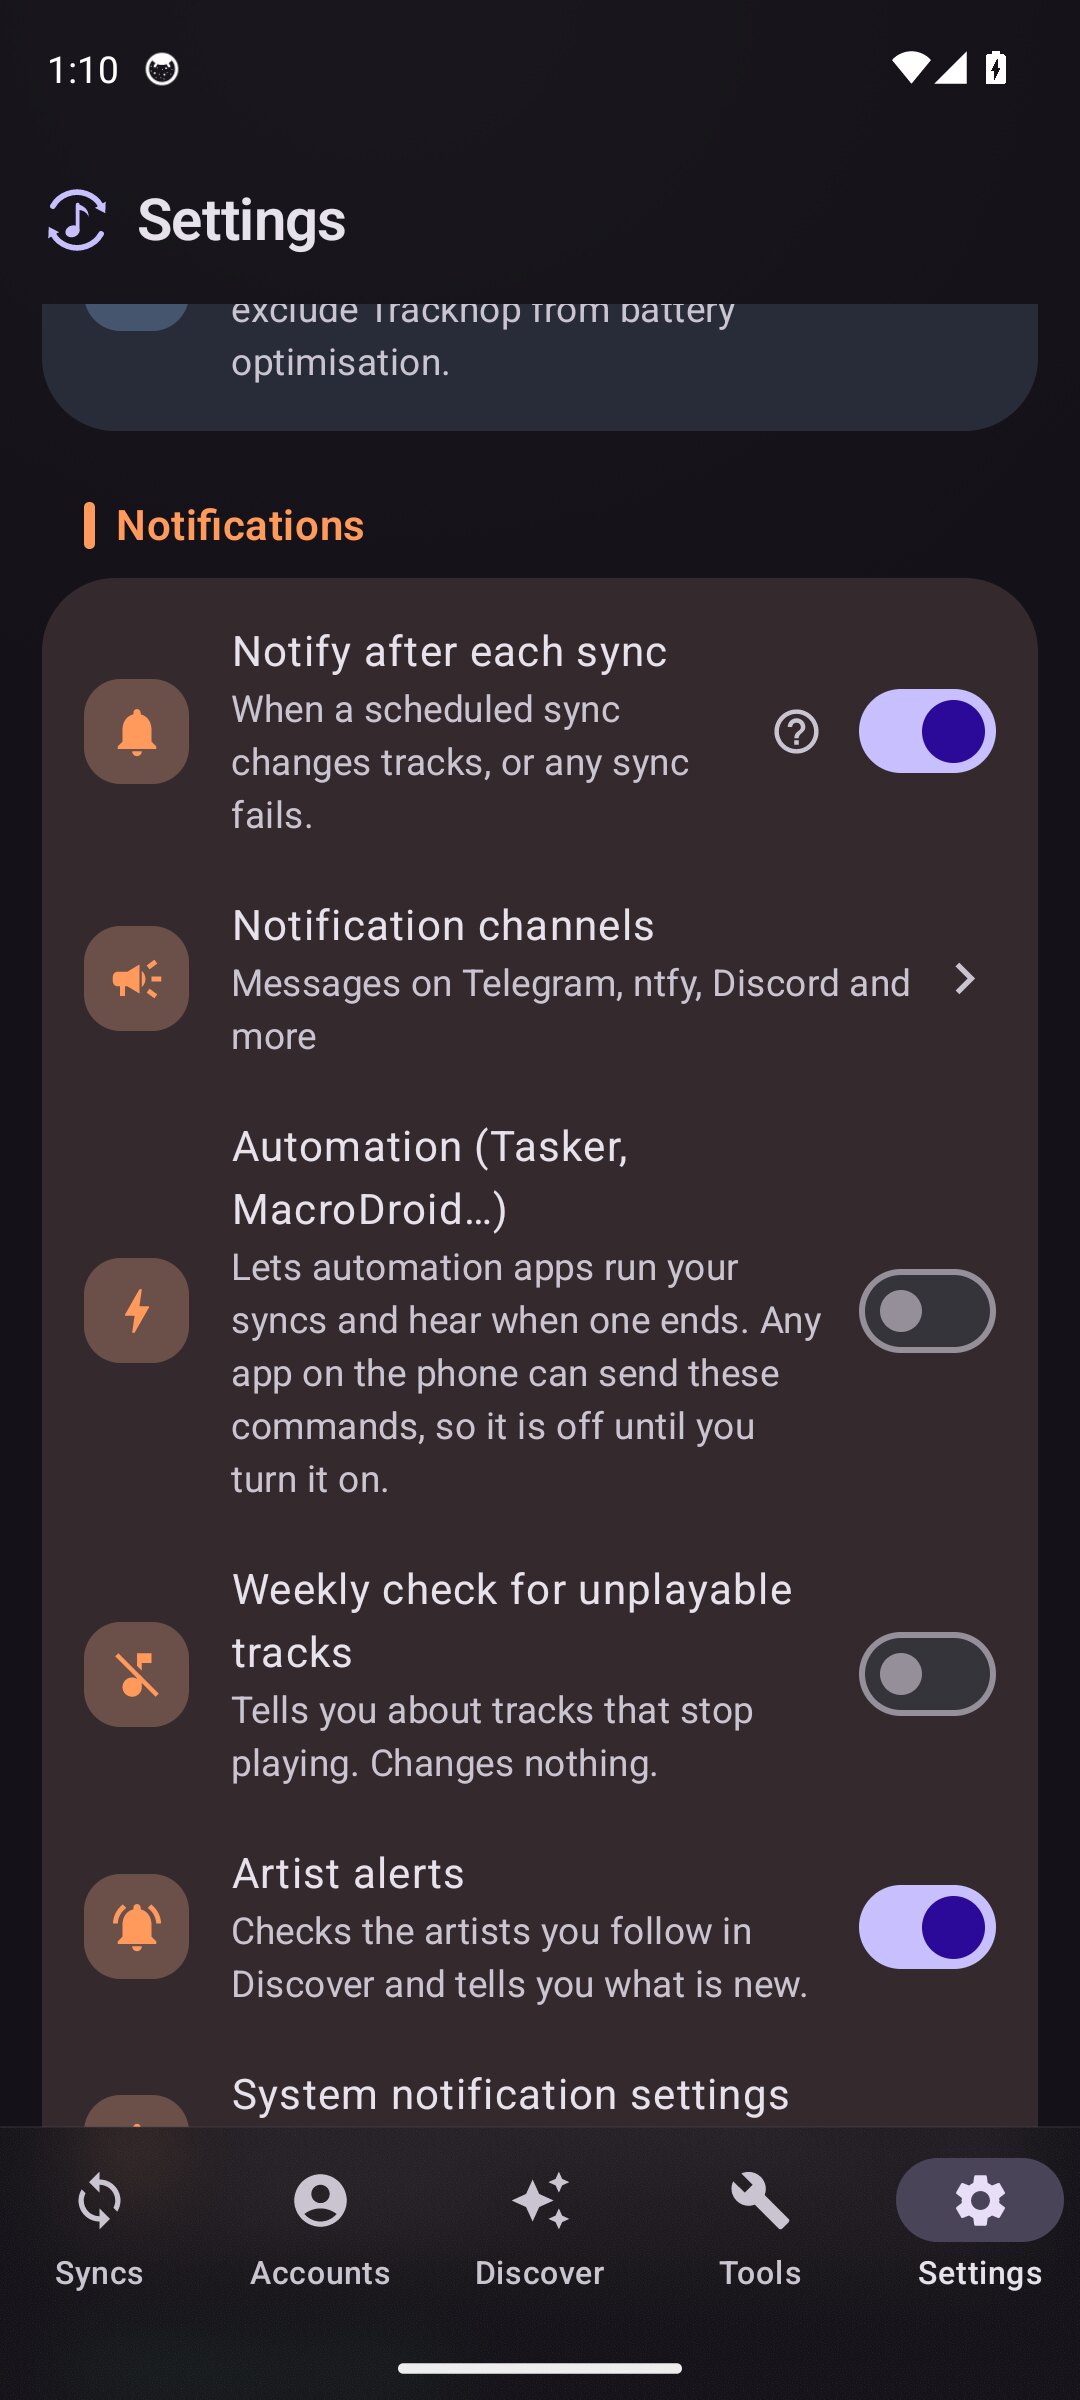 1:10
Settings
exclude Trackhop from battery
optimisation.
Notifications
Notify after each sync
When a scheduled sync
changes tracks, or any sync
fails.
Notification channels
Messages on Telegram, ntfy, Discord and
more
Automation (Tasker,
MacroDroid…)
Lets automation apps run your
syncs and hear when one ends. Any
app on the phone can send these
commands, so it is off until you
turn it on.
Weekly check for unplayable
tracks
Tells you about tracks that stop
playing. Changes nothing.
Artist alerts
Checks the artists you follow in
Discover and tells you what is new.
System notification settings
Syncs
Accounts
Discover
Tools
Settings